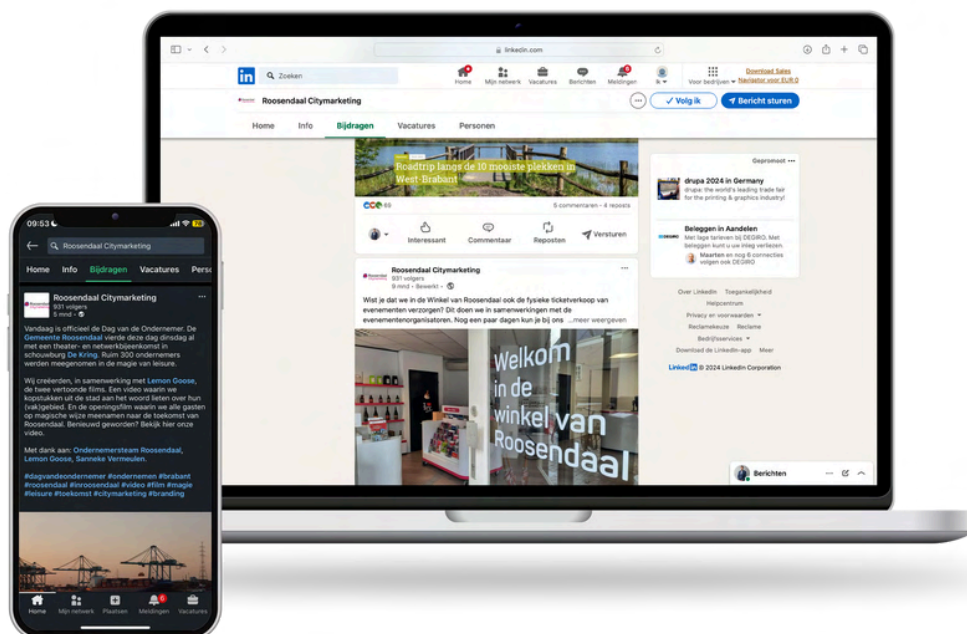 linkedin.com
in
Zoeken
Home
Mijn netwerk
Vacatures
Berichten
Meldingen
Ik
Voor bedrijven
Download Sales
Navigator voor EUR 0
Roosendaal Citymarketing
Volg ik
Bericht sturen
Home
Info
Bijdragen
Vacatures
Personen
Roadtrip langs de 10 mooiste plekken in
West-Brabant
69
5 commentaren • 4 reposts
Interessant
Commentaar
Reposten
Versturen
Roosendaal Citymarketing
931 volgers
9 mnd • Bewerkt •
Wist je dat we in de Winkel van Roosendaal ook de fysieke ticketverkoop van
evenementen verzorgen? Dit doen we in samenwerkingen met de
evenementenorganisatoren. Nog een paar dagen kun je bij ons ...meer weergeven
Welkom
in de
winkel van
Roosendaal
Gepromoot
drupa 2024 in Germany
drupa: the world's leading trade fair
for the printing & graphics industry!
DEGIRO
Beleggen in Aandelen
Met lage tarieven bij DEGIRO. Met
beleggen kunt u uw inleg verliezen.
Maarten en nog 6 connecties
volgen ook DEGIRO
Over LinkedIn Toegankelijkheid
Helpcentrum
Privacy en voorwaarden
Reclamekeuze Reclame
Bedrijfsservices
Download de LinkedIn-app Meer
LinkedIn © 2024 LinkedIn Corporation
Berichten
09:53
78
Roosendaal Citymarketing
Home
Info
Bijdragen
Vacatures
Perso
Roosendaal Citymarketing
931 volgers
5 mnd •
Vandaag is officieel de Dag van de Ondernemer. De
Gemeente Roosendaal vierde deze dag dinsdag al
met een theater- en netwerkbijeenkomst in
schouwburg De Kring. Ruim 300 ondernemers
werden meegenomen in de magie van leisure.
Wij creëerden, in samenwerking met Lemon Goose,
de twee vertoonde films. Een video waarin we
kopstukken uit de stad aan het woord lieten over hun
(vak)gebied. En de openingsfilm waarin we alle gasten
op magische wijze meenamen naar de toekomst van
Roosendaal. Benieuwd geworden? Bekijk hier onze
video.
Met dank aan: Ondernemersteam Roosendaal,
Lemon Goose, Sanneke Vermeulen.
#dagvandeondernemer #ondernemen #brabant
#roosendaal #inroosendaal #video #film #magie
#leisure #toekomst #citymarketing #branding
Home
Mijn netwerk
Plaatsen
6
Meldingen
Vacatures